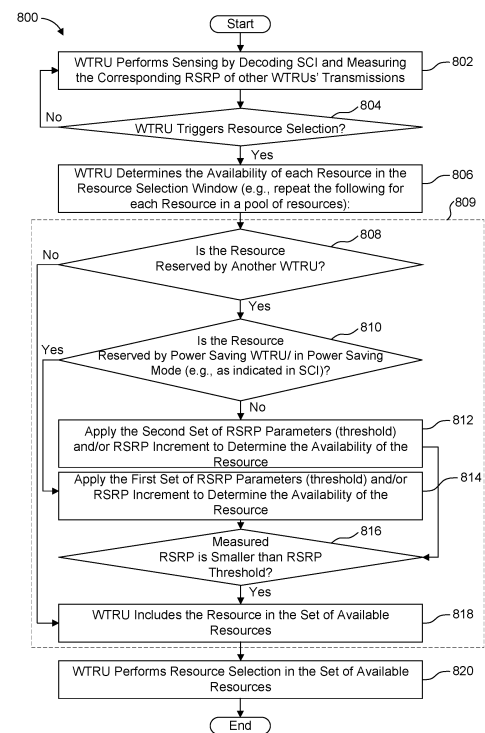 800
Start
WTRU Performs Sensing by Decoding SCI and Measuring
the Corresponding RSRP of other WTRUs' Transmissions
802
804
No
WTRU Triggers Resource Selection?
Yes
WTRU Determines the Availability of each Resource in the
Resource Selection Window (e.g., repeat the following for
each Resource in a pool of resources):
806
809
808
No
Is the Resource
Reserved by Another WTRU?
Yes
810
Yes
Is the Resource
Reserved by Power Saving WTRU/ in Power Saving
Mode (e.g., as indicated in SCI)?
No
812
Apply the Second Set of RSRP Parameters (threshold)
and/or RSRP Increment to Determine the Availability of the
Resource
814
Apply the First Set of RSRP Parameters (threshold) and/or
RSRP Increment to Determine the Availability of the
Resource
816
Measured
RSRP is Smaller than RSRP
Threshold?
Yes
WTRU Includes the Resource in the Set of Available
Resources
818
WTRU Performs Resource Selection in the Set of Available
Resources
820
End